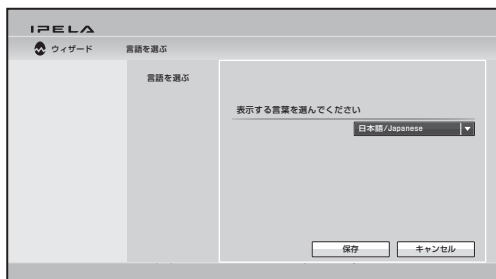 IPELA
ウィザード 言語を選ぶ
言語を選ぶ
表示する言葉を選んでください
日本語/Japanese
保存 キャンセル